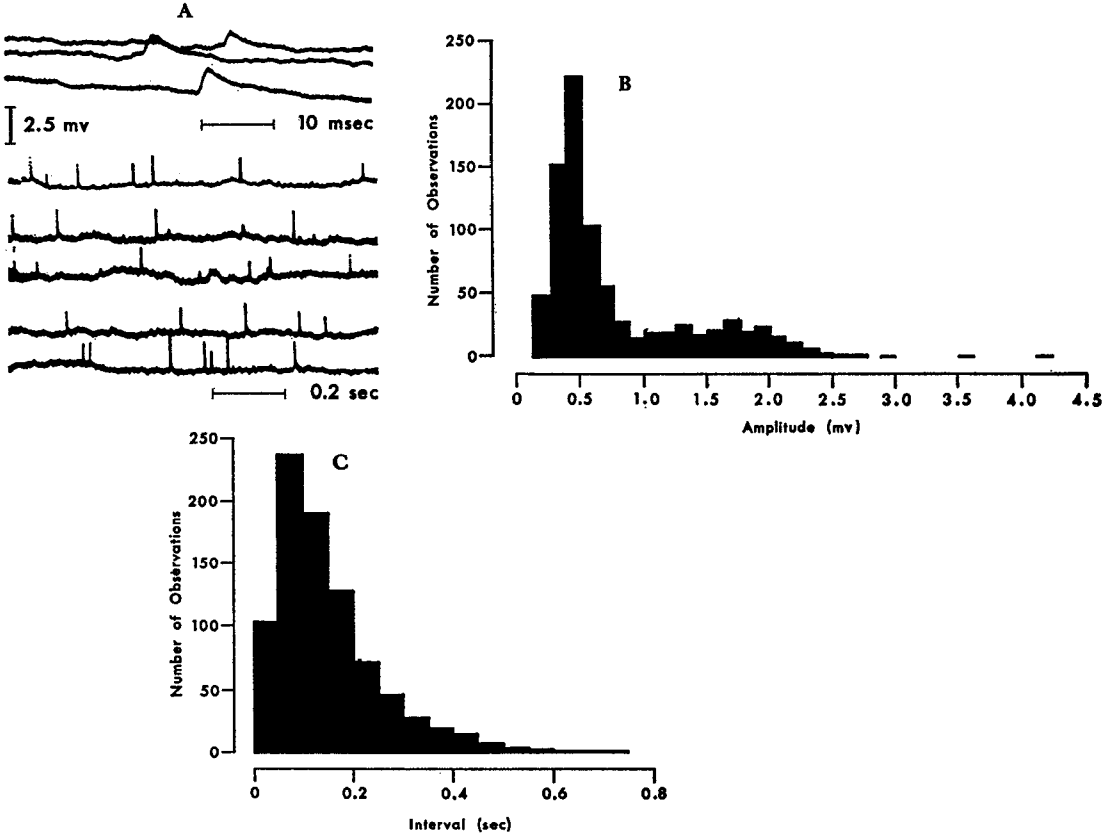 A
2.5 mv
10 msec
0.2 sec
B
250
200
150
100
50
0
Number of Observations
0 0.5 1.0 1.5 2.0 2.5 3.0 3.5 4.0 4.5
Amplitude (mv)
C
250
200
150
100
50
0
Number of Observations
0 0.2 0.4 0.6 0.8
Interval (sec)